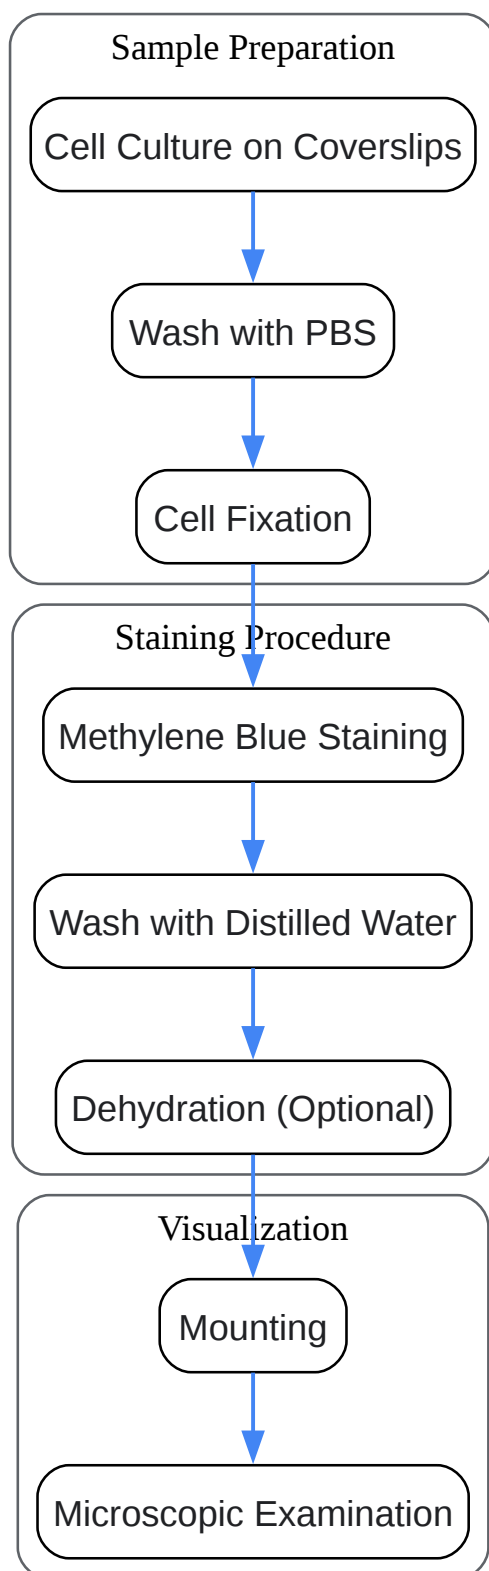 Sample Preparation
Cell Culture on Coverslips
Wash with PBS
Cell Fixation
Staining Procedure
Methylene Blue Staining
Wash with Distilled Water
Dehydration (Optional)
Visualization
Mounting
Microscopic Examination